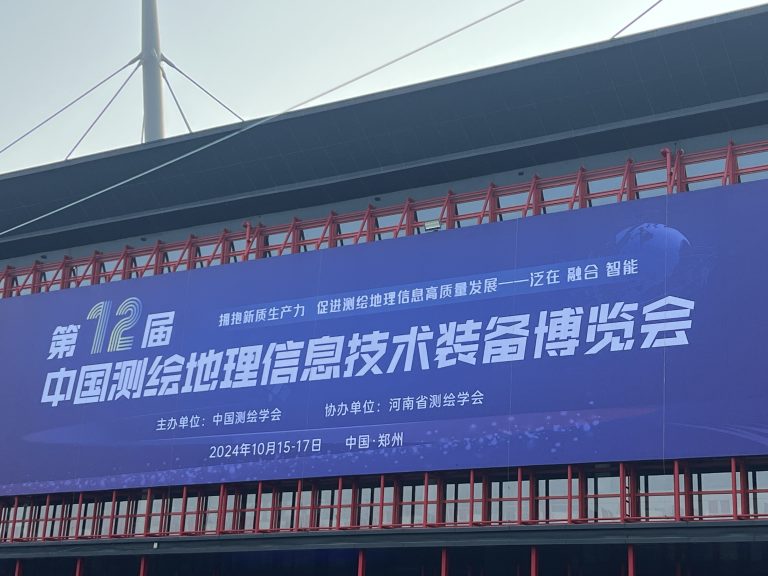 拥抱新质生产力 促进测绘地理信息高质量发展——泛在 融合 智能
第12届
中国测绘地理信息技术装备博览会
主办单位：中国测绘学会 协办单位：河南省测绘学会
2024年10月15-17日 中国·郑州